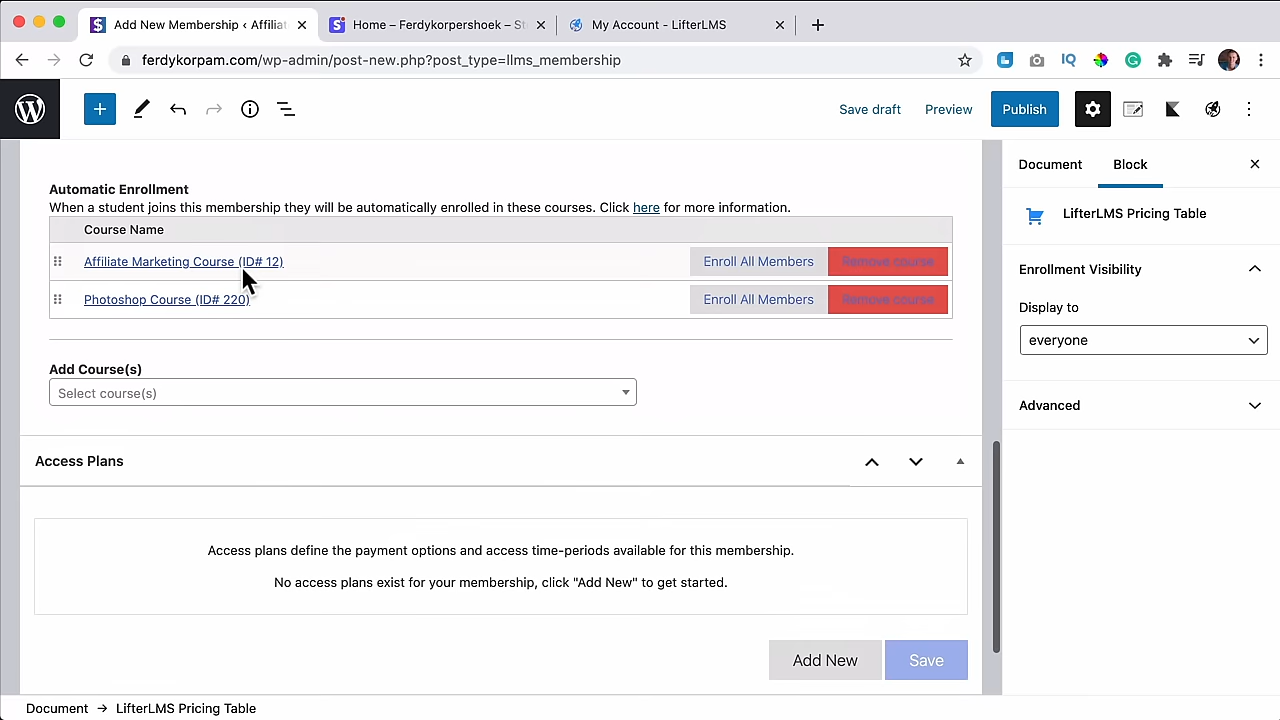 Add New Membership ‹ Affiliat
Home – Ferdykorpershoek – St
My Account - LifterLMS
ferdykorpam.com/wp-admin/post-new.php?post_type=llms_membership
IQ
Save draft
Preview
Publish
Document
Block
LifterLMS Pricing Table
Enrollment Visibility
Display to
everyone
Advanced
Automatic Enrollment
When a student joins this membership they will be automatically enrolled in these courses. Click here for more information.
Course Name
Affiliate Marketing Course (ID# 12)
Enroll All Members
Remove course
Photoshop Course (ID# 220)
Enroll All Members
Remove course
Add Course(s)
Select course(s)
Access Plans
Access plans define the payment options and access time-periods available for this membership.
No access plans exist for your membership, click "Add New" to get started.
Add New
Save
Document → LifterLMS Pricing Table